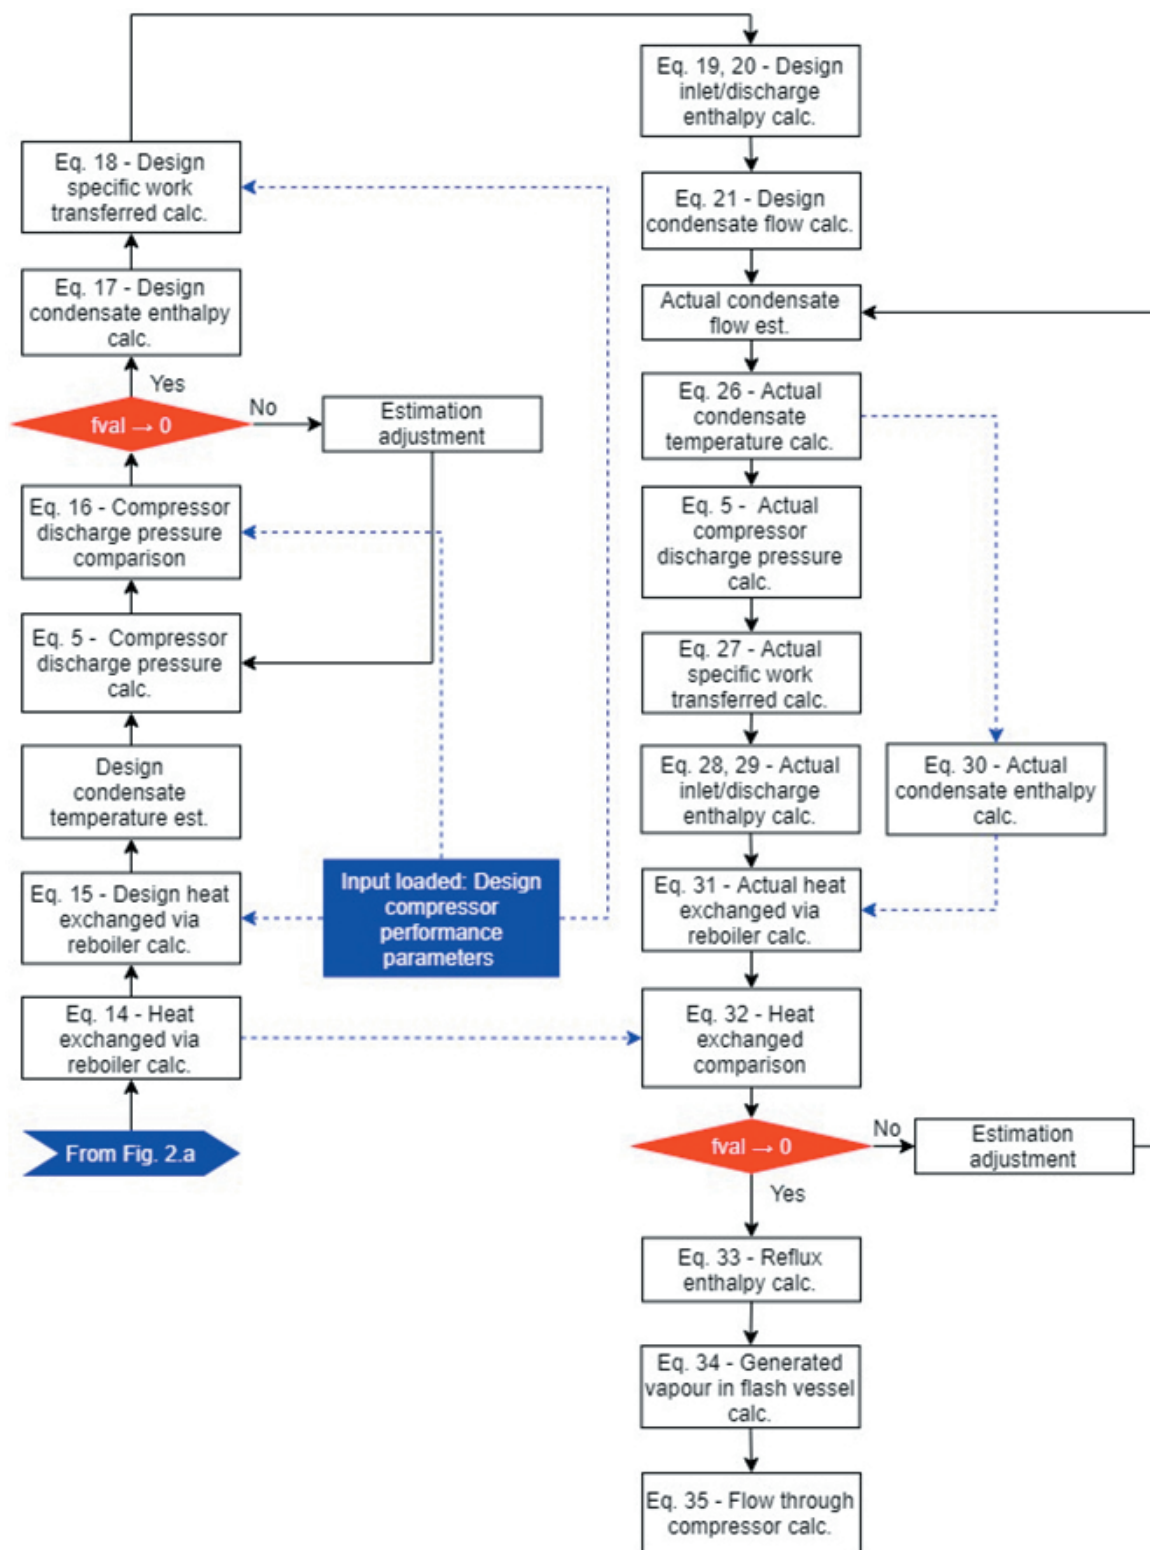 Eq. 18 - Design
specific work
transferred calc.
Eq. 17 - Design
condensate enthalpy
calc.
Yes
fval → 0
No
Estimation
adjustment
Eq. 16 - Compressor
discharge pressure
comparison
Eq. 5 - Compressor
discharge pressure
calc.
Design
condensate
temperature est.
Eq. 15 - Design heat
exchanged via
reboiler calc.
Input loaded: Design
compressor
performance
parameters
Eq. 14 - Heat
exchanged via
reboiler calc.
From Fig. 2.a
Eq. 19, 20 - Design
inlet/discharge
enthalpy calc.
Eq. 21 - Design
condensate flow calc.
Actual condensate
flow est.
Eq. 26 - Actual
condensate
temperature calc.
Eq. 5 - Actual
compressor
discharge pressure
calc.
Eq. 27 - Actual
specific work
transferred calc.
Eq. 28, 29 - Actual
inlet/discharge
enthalpy calc.
Eq. 30 - Actual
condensate enthalpy
calc.
Eq. 31 - Actual heat
exchanged via
reboiler calc.
Eq. 32 - Heat
exchanged
comparison
fval → 0
No
Estimation
adjustment
Yes
Eq. 33 - Reflux
enthalpy calc.
Eq. 34 - Generated
vapour in flash vessel
calc.
Eq. 35 - Flow through
compressor calc.